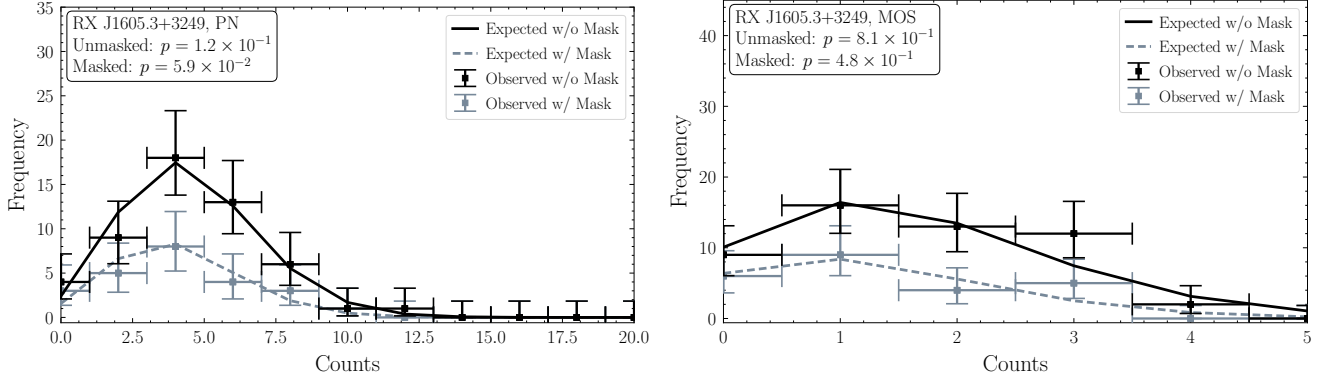 RX J1605.3+3249, PN
Unmasked: p = 1.2 × 10⁻¹
Masked: p = 5.9 × 10⁻²
Expected w/o Mask
Expected w/ Mask
Observed w/o Mask
Observed w/ Mask
Frequency
35
30
25
20
15
10
5
0
0.0 2.5 5.0 7.5 10.0 12.5 15.0 17.5 20.0
Counts
RX J1605.3+3249, MOS
Unmasked: p = 8.1 × 10⁻¹
Masked: p = 4.8 × 10⁻¹
Expected w/o Mask
Expected w/ Mask
Observed w/o Mask
Observed w/ Mask
Frequency
40
30
20
10
0
0 1 2 3 4 5
Counts